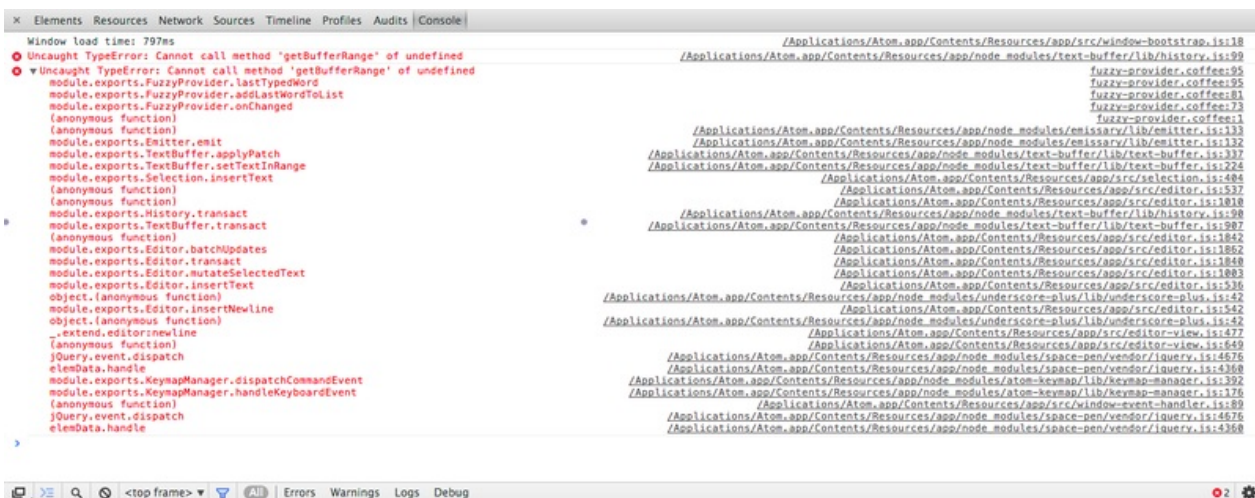 × Elements Resources Network Sources Timeline Profiles Audits Console
Window load time: 797ms /Applications/Atom.app/Contents/Resources/app/src/window-bootstrap.js:18
Uncaught TypeError: Cannot call method 'getBufferRange' of undefined /Applications/Atom.app/Contents/Resources/app/node_modules/text-buffer/lib/history.js:99
▼Uncaught TypeError: Cannot call method 'getBufferRange' of undefined fuzzy-provider.coffee:95
module.exports.FuzzyProvider.lastTypedWord fuzzy-provider.coffee:95
module.exports.FuzzyProvider.addLastWordToList fuzzy-provider.coffee:81
module.exports.FuzzyProvider.onChanged fuzzy-provider.coffee:73
(anonymous function) fuzzy-provider.coffee:1
(anonymous function) /Applications/Atom.app/Contents/Resources/app/node_modules/emissary/lib/emitter.js:133
module.exports.Emitter.emit /Applications/Atom.app/Contents/Resources/app/node_modules/emissary/lib/emitter.js:132
module.exports.TextBuffer.applyPatch /Applications/Atom.app/Contents/Resources/app/node_modules/text-buffer/lib/text-buffer.js:337
module.exports.TextBuffer.setTextInRange /Applications/Atom.app/Contents/Resources/app/node_modules/text-buffer/lib/text-buffer.js:224
module.exports.Selection.insertText /Applications/Atom.app/Contents/Resources/app/src/selection.js:404
(anonymous function) /Applications/Atom.app/Contents/Resources/app/src/editor.js:537
(anonymous function) /Applications/Atom.app/Contents/Resources/app/src/editor.js:1010
module.exports.History.transact /Applications/Atom.app/Contents/Resources/app/node_modules/text-buffer/lib/history.js:90
module.exports.TextBuffer.transact /Applications/Atom.app/Contents/Resources/app/node_modules/text-buffer/lib/text-buffer.js:907
(anonymous function) /Applications/Atom.app/Contents/Resources/app/src/editor.js:1842
module.exports.Editor.batchUpdates /Applications/Atom.app/Contents/Resources/app/src/editor.js:1862
module.exports.Editor.transact /Applications/Atom.app/Contents/Resources/app/src/editor.js:1840
module.exports.Editor.mutateSelectedText /Applications/Atom.app/Contents/Resources/app/src/editor.js:1003
module.exports.Editor.insertText /Applications/Atom.app/Contents/Resources/app/src/editor.js:536
object.(anonymous function) /Applications/Atom.app/Contents/Resources/app/node_modules/underscore-plus/lib/underscore-plus.js:42
module.exports.Editor.insertNewline /Applications/Atom.app/Contents/Resources/app/src/editor.js:542
object.(anonymous function) /Applications/Atom.app/Contents/Resources/app/node_modules/underscore-plus/lib/underscore-plus.js:42
_.extend.editor:newline /Applications/Atom.app/Contents/Resources/app/src/editor-view.js:477
(anonymous function) /Applications/Atom.app/Contents/Resources/app/src/editor-view.js:649
jQuery.event.dispatch /Applications/Atom.app/Contents/Resources/app/node_modules/space-pen/vendor/jquery.js:4676
elemData.handle /Applications/Atom.app/Contents/Resources/app/node_modules/space-pen/vendor/jquery.js:4360
module.exports.KeymapManager.dispatchCommandEvent /Applications/Atom.app/Contents/Resources/app/node_modules/atom-keymap/lib/keymap-manager.js:392
module.exports.KeymapManager.handleKeyboardEvent /Applications/Atom.app/Contents/Resources/app/node_modules/atom-keymap/lib/keymap-manager.js:176
(anonymous function) /Applications/Atom.app/Contents/Resources/app/src/window-event-handler.js:89
jQuery.event.dispatch /Applications/Atom.app/Contents/Resources/app/node_modules/space-pen/vendor/jquery.js:4676
elemData.handle /Applications/Atom.app/Contents/Resources/app/node_modules/space-pen/vendor/jquery.js:4360
<top frame> ▼ All | Errors Warnings Logs Debug 2